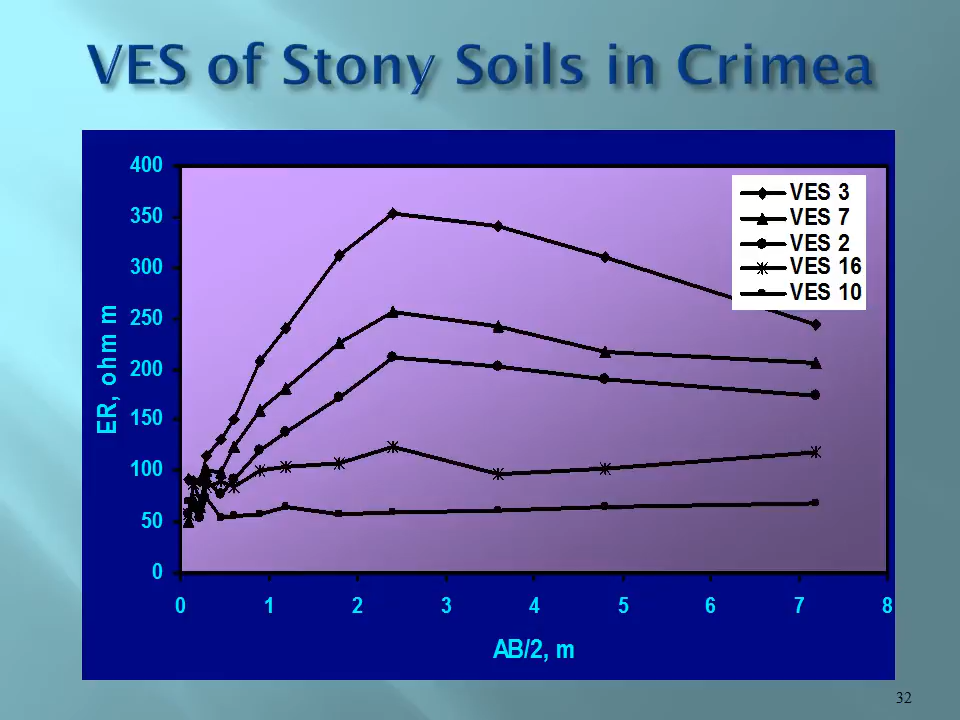 VES of Stony Soils in Crimea
400
350
300
250
200
150
100
50
0
ER, ohm m
VES 3
VES 7
VES 2
VES 16
VES 10
0 1 2 3 4 5 6 7 8
AB/2, m
32